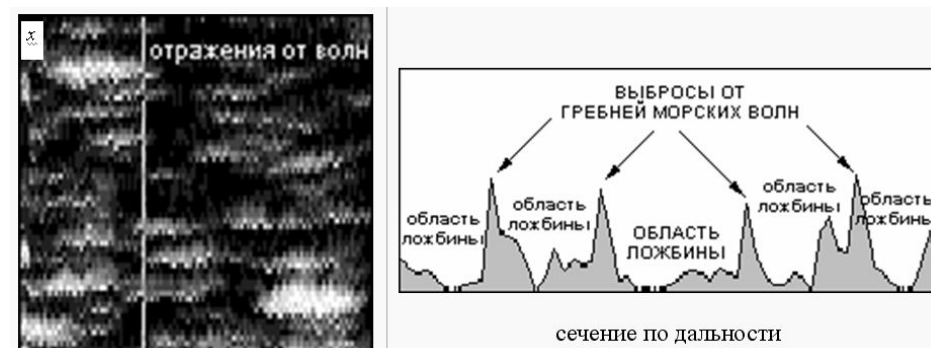 x
отражения от волн
ВЫБРОСЫ ОТ
ГРЕБНЕЙ МОРСКИХ ВОЛН
область
ложбины
область
ложбины
ОБЛАСТЬ
ЛОЖБИНЫ
область
ложбины
область
ложбины
сечение по дальности